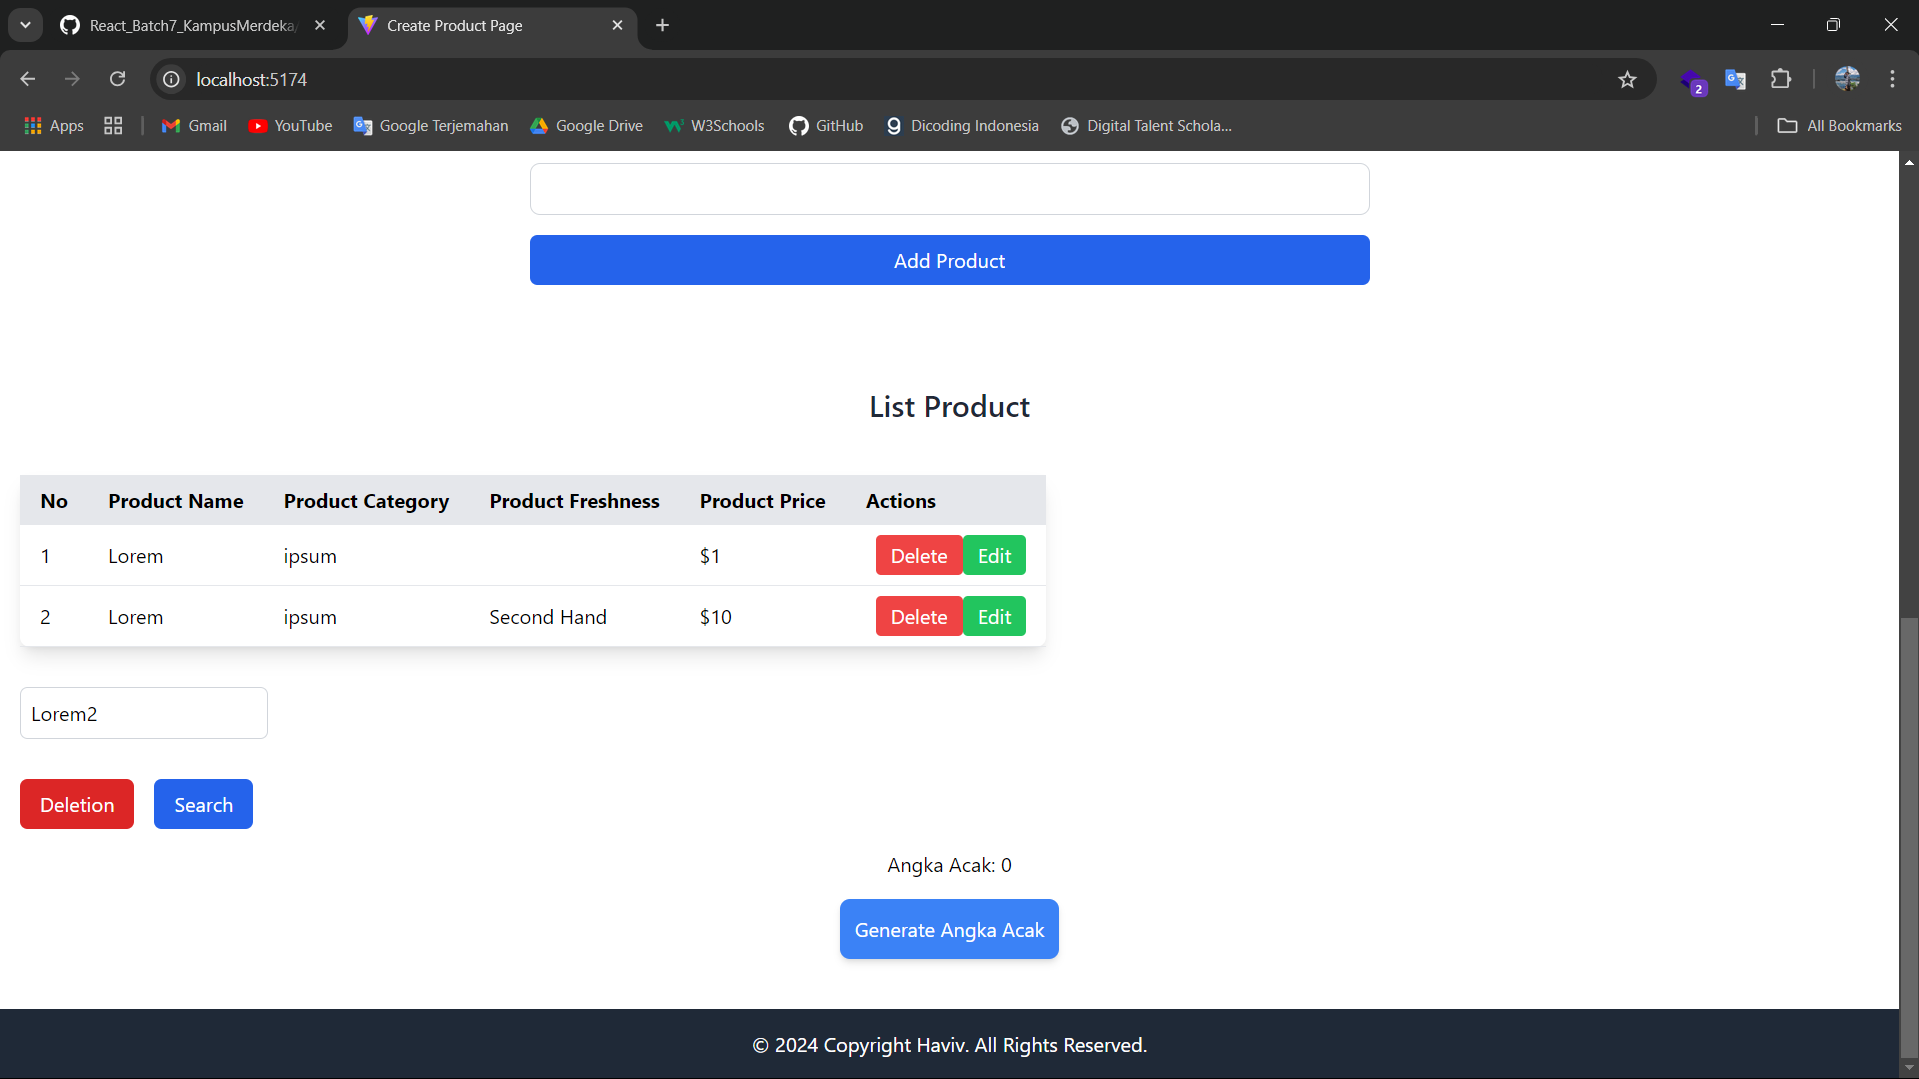 React_Batch7_KampusMerdeka/
Create Product Page
localhost:5174
2
Apps
Gmail
YouTube
Google Terjemahan
Google Drive
W3Schools
GitHub
Dicoding Indonesia
Digital Talent Schola...
All Bookmarks
Add Product
List Product
No Product Name Product Category Product Freshness Product Price Actions
1 Lorem ipsum $1 Delete Edit
2 Lorem ipsum Second Hand $10 Delete Edit
Lorem2
Deletion Search
Angka Acak: 0
Generate Angka Acak
© 2024 Copyright Haviv. All Rights Reserved.